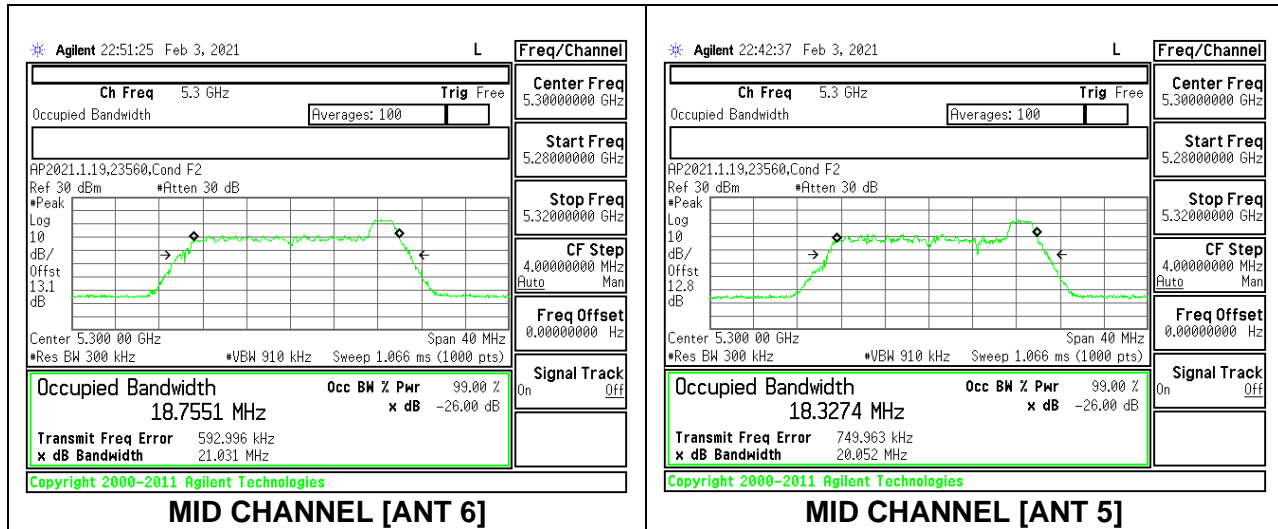 Agilent 22:51:25 Feb 3, 2021 L
Ch Freq 5.3 GHz Trig Free
Occupied Bandwidth Averages: 100
AP2021.1.19,23560,Cond F2
Ref 30 dBm #Atten 30 dB
#Peak
Log
10
dB/
Offst
13.1
dB
Center 5.300 00 GHz Span 40 MHz
#Res BW 300 kHz #VBW 910 kHz Sweep 1.066 ms (1000 pts)
Occupied Bandwidth Occ BW % Pwr 99.00 %
18.7551 MHz x dB -26.00 dB
Transmit Freq Error 592.996 kHz
x dB Bandwidth 21.031 MHz
Copyright 2000-2011 Agilent Technologies
Freq/Channel
Center Freq
5.30000000 GHz
Start Freq
5.28000000 GHz
Stop Freq
5.32000000 GHz
CF Step
4.00000000 MHz
Auto Man
Freq Offset
0.00000000 Hz
Signal Track
On Off
MID CHANNEL [ANT 6]
Agilent 22:42:37 Feb 3, 2021 L
Ch Freq 5.3 GHz Trig Free
Occupied Bandwidth Averages: 100
AP2021.1.19,23560,Cond F2
Ref 30 dBm #Atten 30 dB
#Peak
Log
10
dB/
Offst
12.8
dB
Center 5.300 00 GHz Span 40 MHz
#Res BW 300 kHz #VBW 910 kHz Sweep 1.066 ms (1000 pts)
Occupied Bandwidth Occ BW % Pwr 99.00 %
18.3274 MHz x dB -26.00 dB
Transmit Freq Error 749.963 kHz
x dB Bandwidth 20.052 MHz
Copyright 2000-2011 Agilent Technologies
Freq/Channel
Center Freq
5.30000000 GHz
Start Freq
5.28000000 GHz
Stop Freq
5.32000000 GHz
CF Step
4.00000000 MHz
Auto Man
Freq Offset
0.00000000 Hz
Signal Track
On Off
MID CHANNEL [ANT 5]